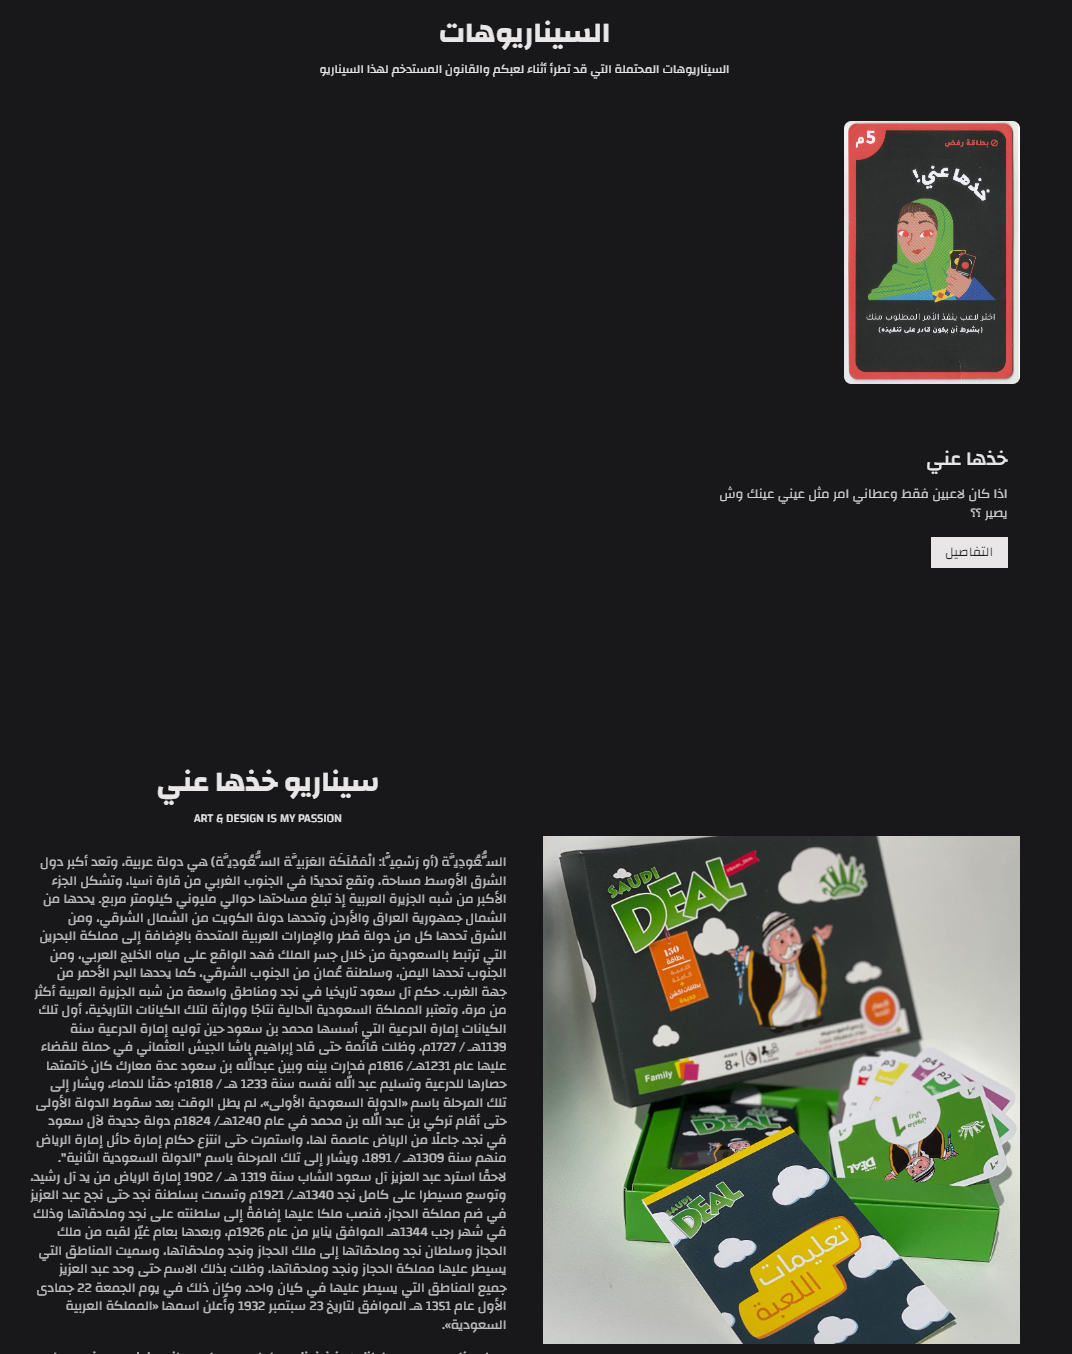 السيناريوهات
السيناريوهات المحتملة التي قد تطرأ أثناء لعبكم والقانون المستخدم لهذا السيناريو
5م
بطاقة رفض
خذها عني!
اختر لاعب ينفذ الأمر المطلوب منك
(بشرط أن يكون قادر على تنفيذه)
خذها عني
اذا كان لاعبين فقط وعطاني امر مثل عيني عينك وش
يصير ؟؟
التفاصيل
سيناريو خذها عني
ART & DESIGN IS MY PASSION
السُّعُودِيَّة (أو رَسْمِيًّا: الْمَمْلَكَة العَرَبِيَّة السُّعُودِيَّة) هي دولة عربية، وتعد أكبر دول
الشرق الأوسط مساحة، وتقع تحديدًا في الجنوب الغربي من قارة آسيا، وتشكل الجزء
الأكبر من شبه الجزيرة العربية إذ تبلغ مساحتها حوالي مليوني كيلومتر مربع. يحدها من
الشمال جمهورية العراق والأردن وتحدها دولة الكويت من الشمال الشرقي، ومن
الشرق تحدها كل من دولة قطر والإمارات العربية المتحدة بالإضافة إلى مملكة البحرين
التي ترتبط بالسعودية من خلال جسر الملك فهد الواقع على مياه الخليج العربي، ومن
الجنوب تحدها اليمن، وسلطنة عُمان من الجنوب الشرقي، كما يحدها البحر الأحمر من
جهة الغرب. حكم آل سعود تاريخيا في نجد ومناطق واسعة من شبه الجزيرة العربية أكثر
من مرة، وتعتبر المملكة السعودية الحالية نتاجًا ووارثة لتلك الكيانات التاريخية، أول تلك
الكيانات إمارة الدرعية التي أسسها محمد بن سعود حين توليه إمارة الدرعية سنة
1139هـ / 1727م، وظلت قائمة حتى قاد إبراهيم باشا الجيش العثماني في حملة للقضاء
عليها عام 1231هـ/ 1816م فدارت بينه وبين عبدالله بن سعود عدة معارك كان خاتمتها
حصارها للدرعية وتسليم عبد الله نفسه سنة 1233 هـ / 1818م؛ حقنًا للدماء، ويشار إلى
تلك المرحلة باسم «الدولة السعودية الأولى»، لم يطل الوقت بعد سقوط الدولة الأولى
حتى أقام تركي بن عبد الله بن محمد في عام 1240هـ/ 1824م دولة جديدة لآل سعود
في نجد، جاعلًا من الرياض عاصمة لها، واستمرت حتى انتزع حكام إمارة حائل إمارة الرياض
منهم سنة 1309هـ / 1891، ويشار إلى تلك المرحلة باسم "الدولة السعودية الثانية".
لاحقًا استرد عبد العزيز آل سعود الشاب سنة 1319 هـ / 1902 إمارة الرياض من يد آل رشيد،
وتوسع مسيطرا على كامل نجد 1340هـ/ 1921م وتسمت بسلطنة نجد حتى نجح عبد العزيز
في ضم مملكة الحجاز، فنصب ملكا عليها إضافةً إلى سلطنته على نجد وملحقاتها وذلك
في شهر رجب 1344هـ الموافق يناير من عام 1926م، وبعدها بعام غيّر لقبه من ملك
الحجاز وسلطان نجد وملحقاتها إلى ملك الحجاز ونجد وملحقاتها، وسميت المناطق التي
يسيطر عليها مملكة الحجاز ونجد وملحقاتها، وظلت بذلك الاسم حتى وحد عبد العزيز
جميع المناطق التي يسيطر عليها في كيان واحد، وكان ذلك في يوم الجمعة 22 جمادى
الأول عام 1351 هـ الموافق لتاريخ 23 سبتمبر 1932 وأُعلن اسمها «المملكة العربية
السعودية».
SAUDI
DEAL
150
بطاقة
جديدة
Family
AGES
8+
SAUDI
DEAL
تعليمات
اللعبة
م3
م3
م4
م2
1
مليون
ريال
DEAL